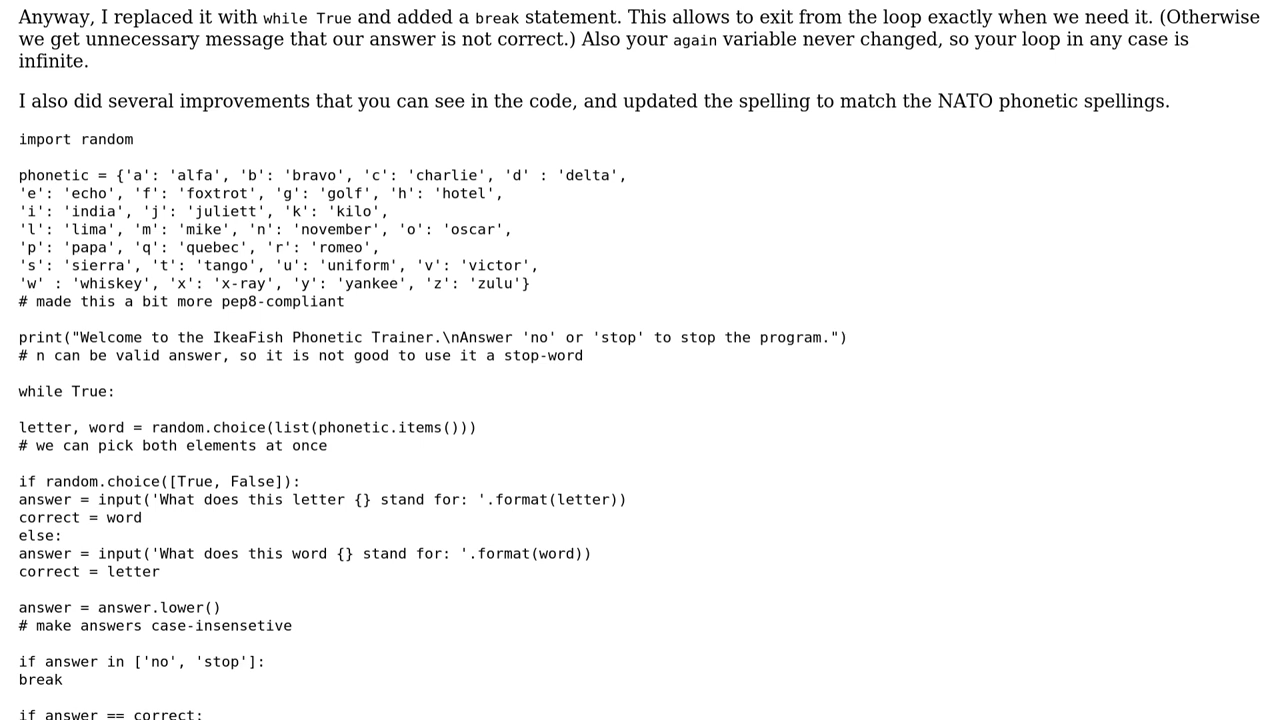 Anyway, I replaced it with while True and added a break statement. This allows to exit from the loop exactly when we need it. (Otherwise
we get unnecessary message that our answer is not correct.) Also your again variable never changed, so your loop in any case is
infinite.
I also did several improvements that you can see in the code, and updated the spelling to match the NATO phonetic spellings.
import random
phonetic = {'a': 'alfa', 'b': 'bravo', 'c': 'charlie', 'd' : 'delta',
'e': 'echo', 'f': 'foxtrot', 'g': 'golf', 'h': 'hotel',
'i': 'india', 'j': 'juliett', 'k': 'kilo',
'l': 'lima', 'm': 'mike', 'n': 'november', 'o': 'oscar',
'p': 'papa', 'q': 'quebec', 'r': 'romeo',
's': 'sierra', 't': 'tango', 'u': 'uniform', 'v': 'victor',
'w' : 'whiskey', 'x': 'x-ray', 'y': 'yankee', 'z': 'zulu'}
# made this a bit more pep8-compliant
print("Welcome to the IkeaFish Phonetic Trainer.\nAnswer 'no' or 'stop' to stop the program.")
# n can be valid answer, so it is not good to use it a stop-word
while True:
letter, word = random.choice(list(phonetic.items()))
# we can pick both elements at once
if random.choice([True, False]):
answer = input('What does this letter {} stand for: '.format(letter))
correct = word
else:
answer = input('What does this word {} stand for: '.format(word))
correct = letter
answer = answer.lower()
# make answers case-insensetive
if answer in ['no', 'stop']:
break
if answer == correct: